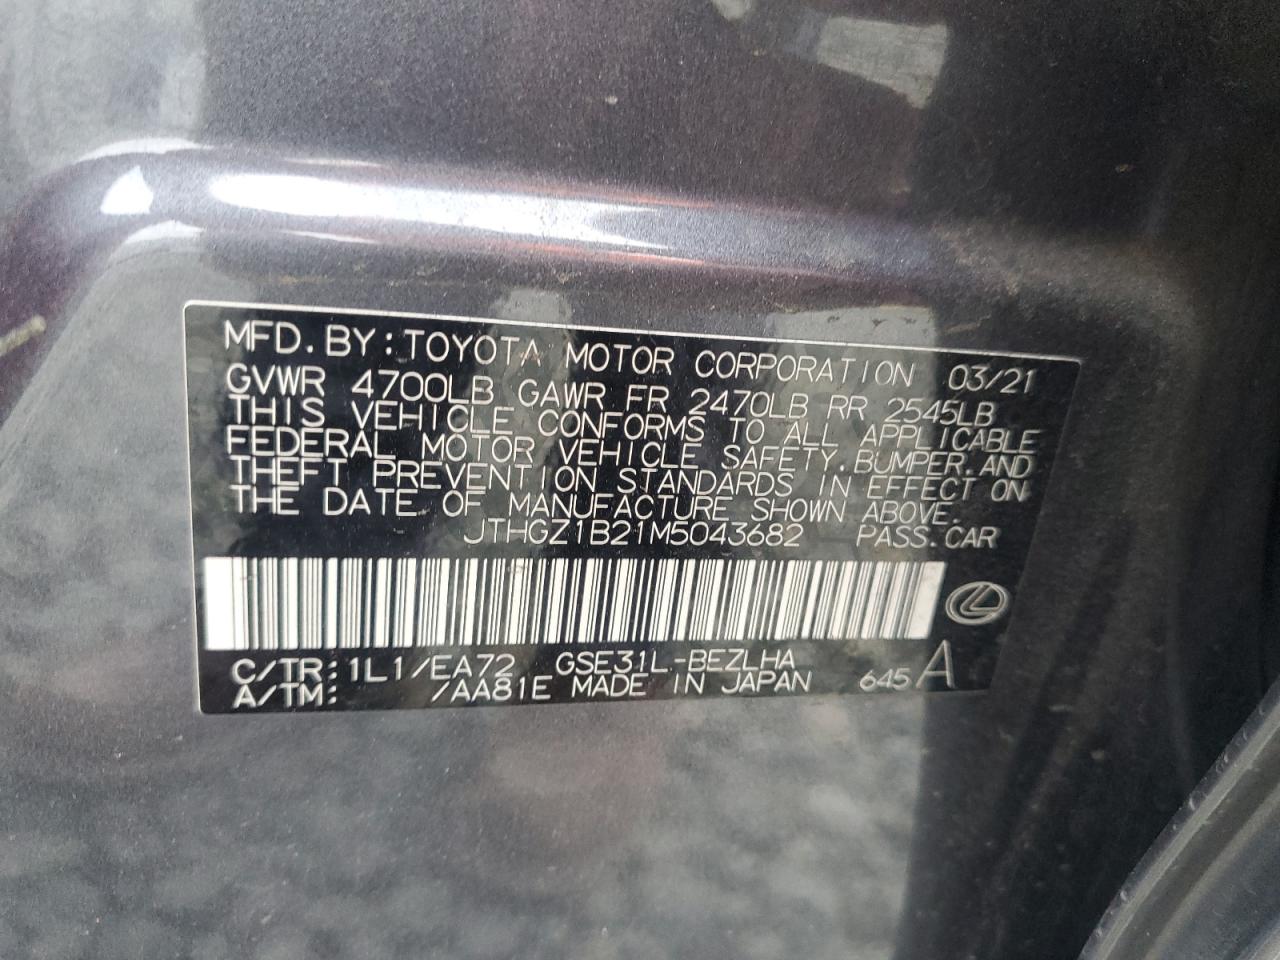 MFD. BY: TOYOTA MOTOR CORPORATION 03/21
GVWR 4700LB GAWR FR 2470LB RR 2545LB
THIS VEHICLE CONFORMS TO ALL APPLICABLE
FEDERAL MOTOR VEHICLE SAFETY, BUMPER, AND
THEFT PREVENTION STANDARDS IN EFFECT ON
THE DATE OF MANUFACTURE SHOWN ABOVE.
JTHGZ1B21M5043682 PASS. CAR
C/TR: 1L1/EA72 GSE31L-BEZLHA
A/TM: /AA81E MADE IN JAPAN 645 A